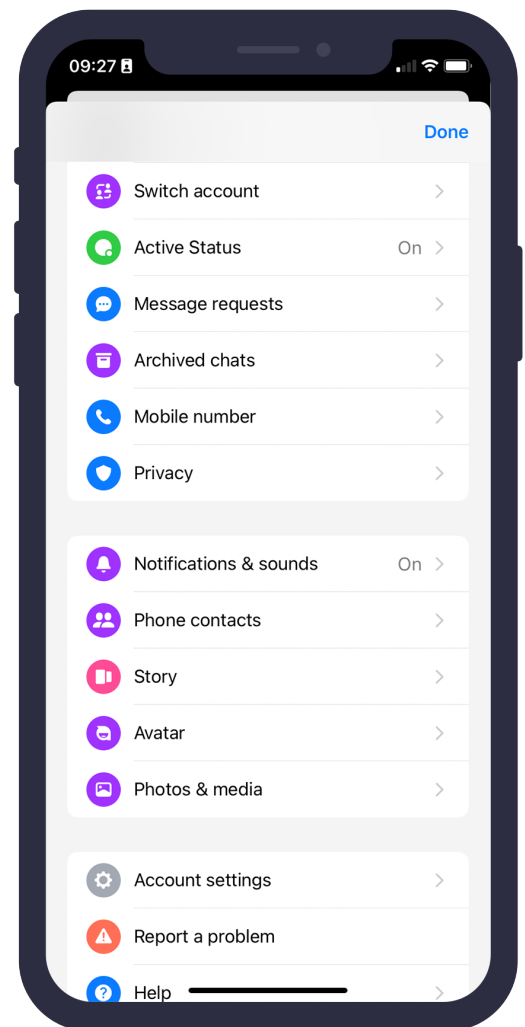 09:27
Done
Switch account
Active Status On
Message requests
Archived chats
Mobile number
Privacy
Notifications & sounds On
Phone contacts
Story
Avatar
Photos & media
Account settings
Report a problem
Help